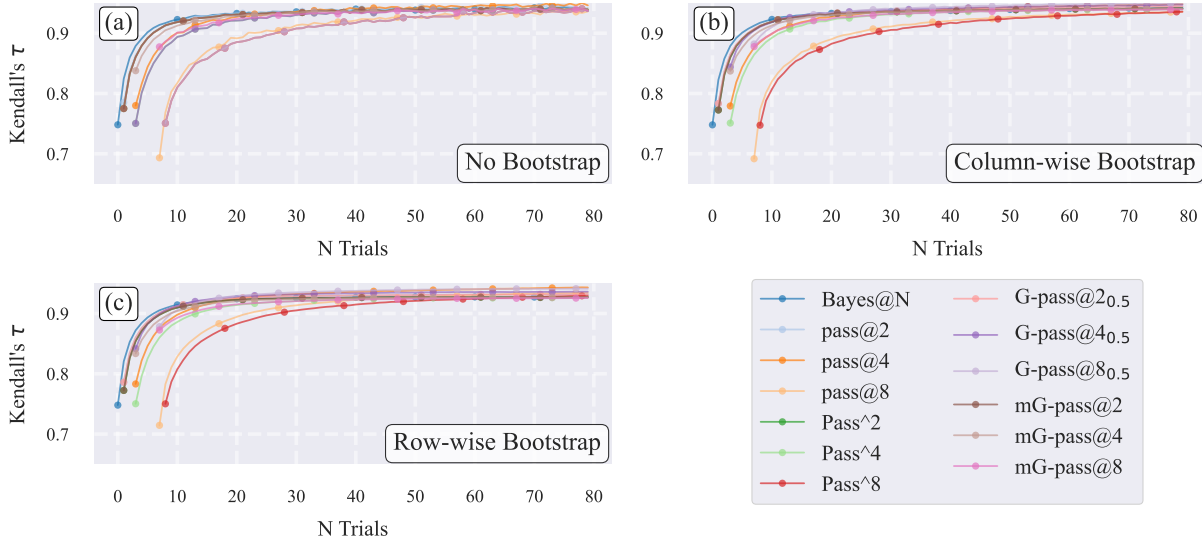 (a)
Kendall's τ
0.9
0.8
0.7
No Bootstrap
0 10 20 30 40 50 60 70 80
N Trials
(b)
Kendall's τ
0.9
0.8
0.7
Column-wise Bootstrap
0 10 20 30 40 50 60 70 80
N Trials
(c)
Kendall's τ
0.9
0.8
0.7
Row-wise Bootstrap
0 10 20 30 40 50 60 70 80
N Trials
Bayes@N
pass@2
pass@4
pass@8
Pass^2
Pass^4
Pass^8
G-pass@2₀.₅
G-pass@4₀.₅
G-pass@8₀.₅
mG-pass@2
mG-pass@4
mG-pass@8